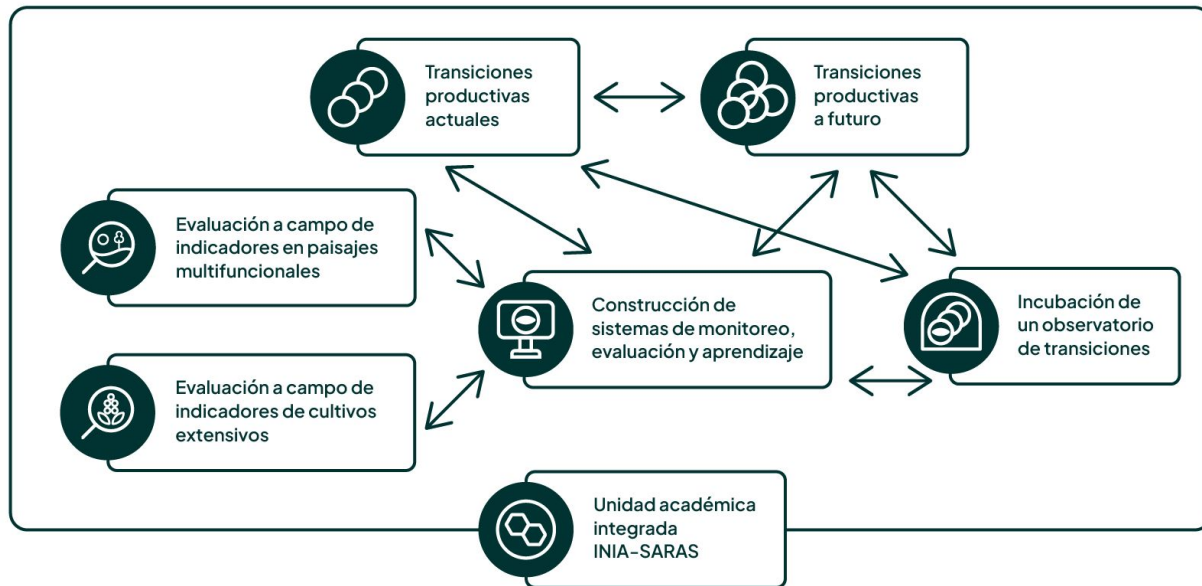 Transiciones
productivas
actuales
Transiciones
productivas
a futuro
Evaluación a campo de
indicadores en paisajes
multifuncionales
Construcción de
sistemas de monitoreo,
evaluación y aprendizaje
Incubación de
un observatorio
de transiciones
Evaluación a campo de
indicadores de cultivos
extensivos
Unidad académica
integrada
INIA-SARAS